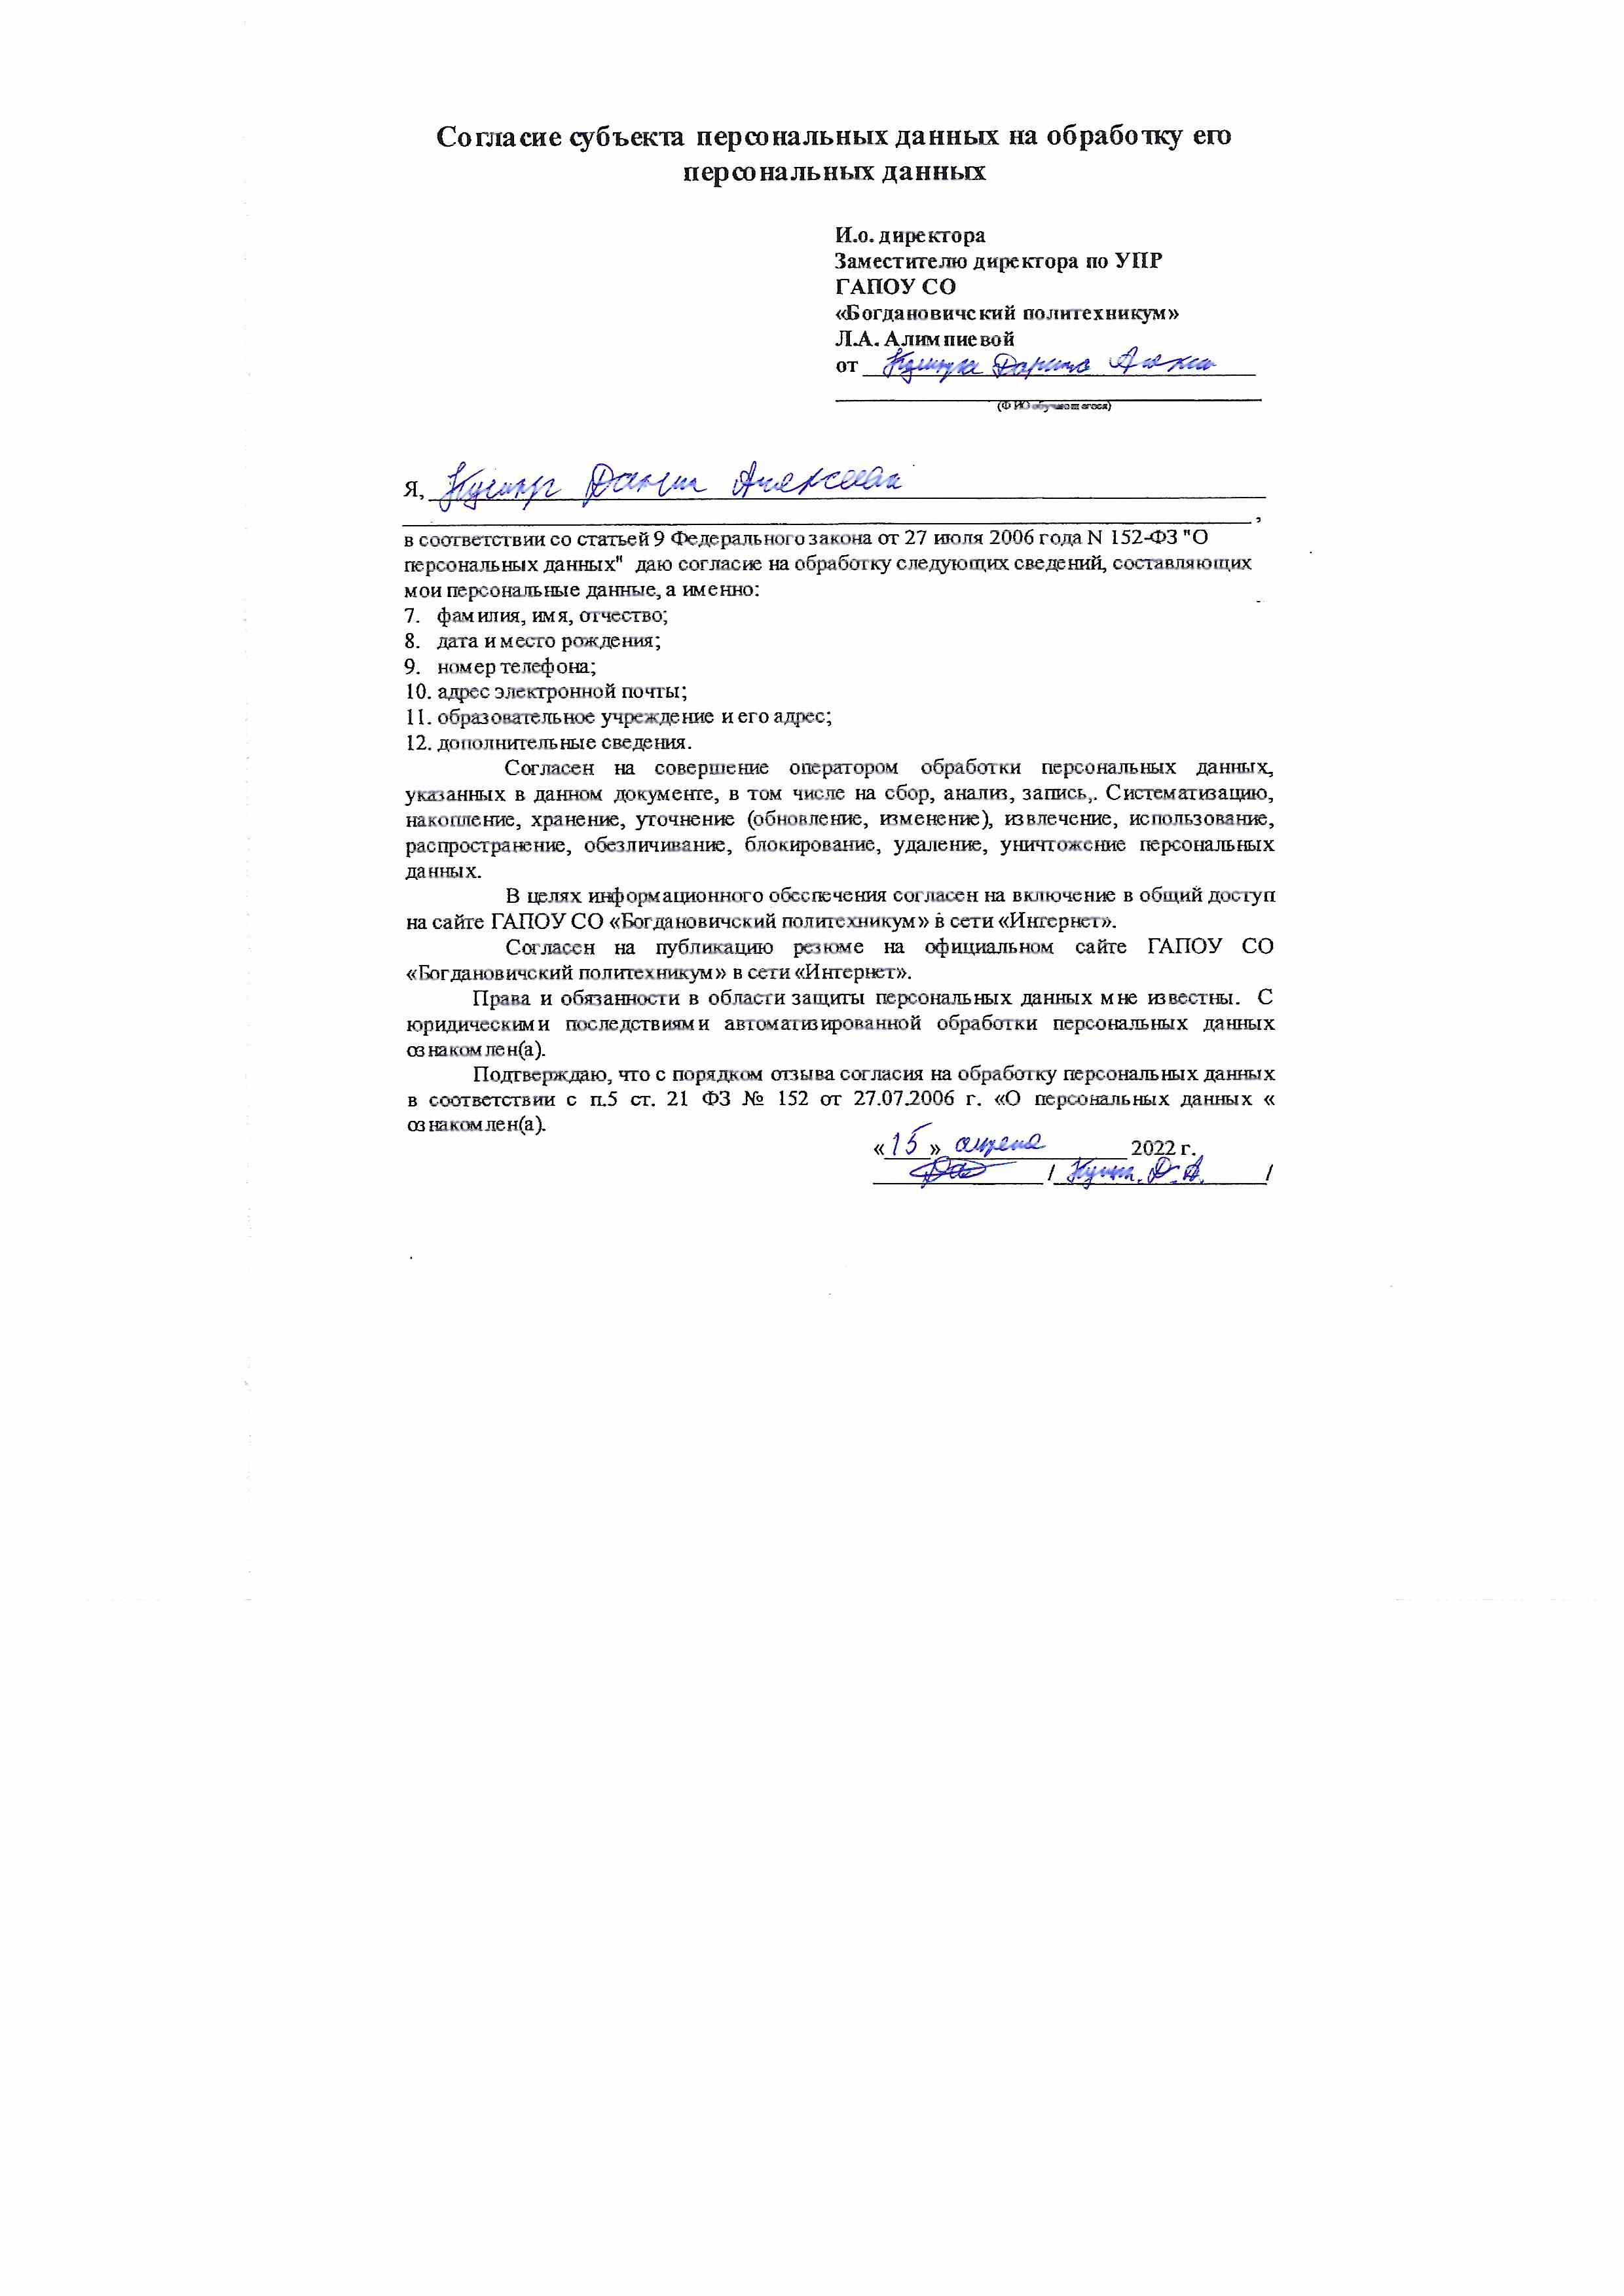 Согласие субъекта персональных данных на обработку его
персональных данных
И.о. директора
Заместителю директора по УПР
ГАПОУ СО
«Богдановичский политехникум»
Л.А. Алимпиевой
от
(ФИО обучающегося)
Я,
,
в соответствии со статьей 9 Федерального закона от 27 июля 2006 года N 152-ФЗ "О
персональных данных" даю согласие на обработку следующих сведений, составляющих
мои персональные данные, а именно:
7. фамилия, имя, отчество;
8. дата и место рождения;
9. номер телефона;
10. адрес электронной почты;
11. образовательное учреждение и его адрес;
12. дополнительные сведения.
Согласен на совершение оператором обработки персональных данных,
указанных в данном документе, в том числе на сбор, анализ, запись,. Систематизацию,
накопление, хранение, уточнение (обновление, изменение), извлечение, использование,
распространение, обезличивание, блокирование, удаление, уничтожение персональных
данных.
В целях информационного обеспечения согласен на включение в общий доступ
на сайте ГАПОУ СО «Богдановичский политехникум» в сети «Интернет».
Согласен на публикацию резюме на официальном сайте ГАПОУ СО
«Богдановичский политехникум» в сети «Интернет».
Права и обязанности в области защиты персональных данных мне известны. С
юридическими последствиями автоматизированной обработки персональных данных
ознакомлен(а).
Подтверждаю, что с порядком отзыва согласия на обработку персональных данных
в соответствии с п.5 ст. 21 ФЗ № 152 от 27.07.2006 г. «О персональных данных «
ознакомлен(а).
«15» апреля 2022 г.
/ Д.А. /